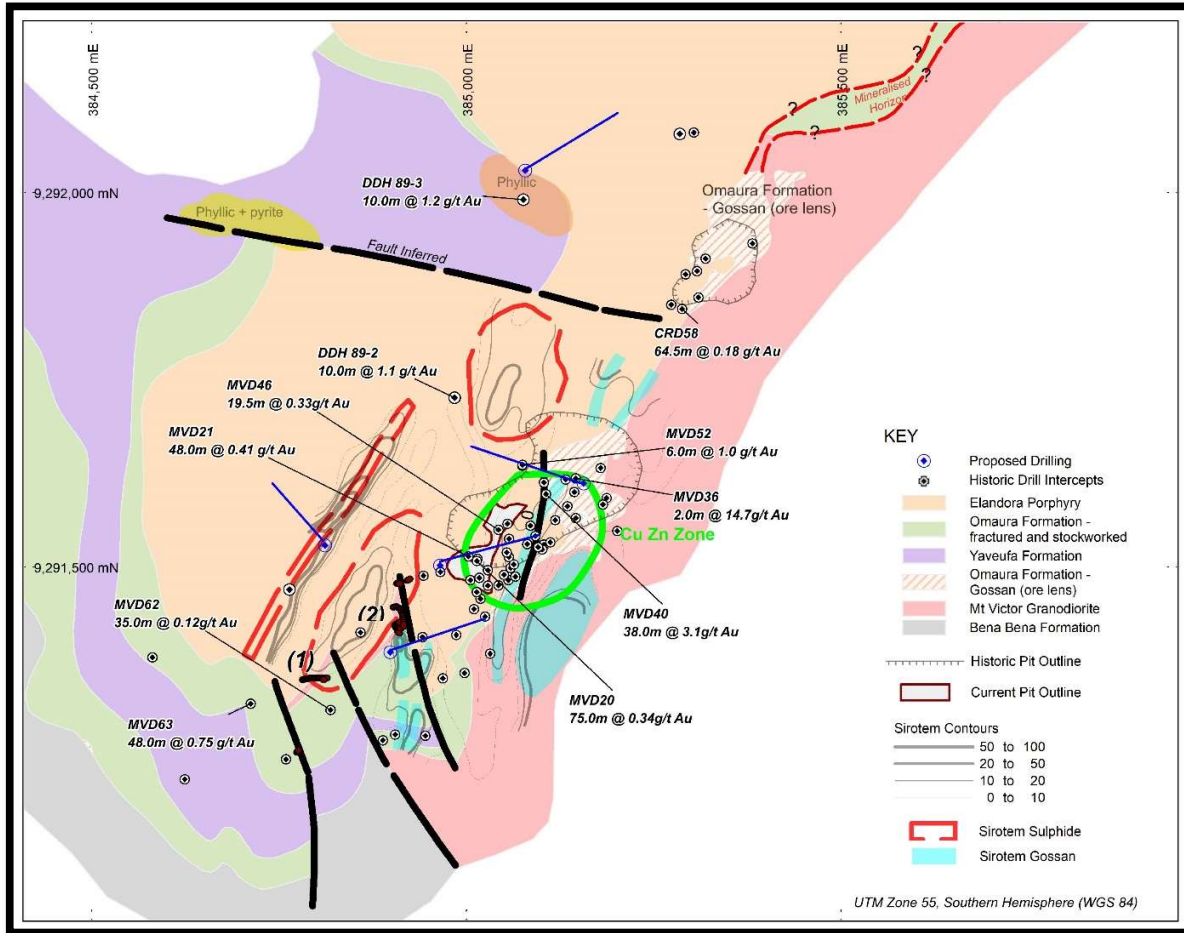 384,500 mE
385,000 mE
385,500 mE
9,292,000 mN
9,291,500 mN
?
?
?
?
Mineralised
Horizon
Omaura Formation
- Gossan (ore lens)
Phyllic
DDH 89-3
10.0m @ 1.2 g/t Au
Phyllic + pyrite
Fault Inferred
CRD58
64.5m @ 0.18 g/t Au
DDH 89-2
10.0m @ 1.1 g/t Au
MVD46
19.5m @ 0.33g/t Au
MVD21
48.0m @ 0.41 g/t Au
MVD52
6.0m @ 1.0 g/t Au
MVD36
2.0m @ 14.7g/t Au
Cu Zn Zone
MVD40
38.0m @ 3.1g/t Au
MVD20
75.0m @ 0.34g/t Au
MVD62
35.0m @ 0.12g/t Au
(1)
(2)
MVD63
48.0m @ 0.75 g/t Au
KEY
Proposed Drilling
Historic Drill Intercepts
Elandora Porphyry
Omaura Formation -
fractured and stockworked
Yaveufa Formation
Omaura Formation -
Gossan (ore lens)
Mt Victor Granodiorite
Bena Bena Formation
Historic Pit Outline
Current Pit Outline
Sirotem Contours
50 to 100
20 to 50
10 to 20
0 to 10
Sirotem Sulphide
Sirotem Gossan
UTM Zone 55, Southern Hemisphere (WGS 84)